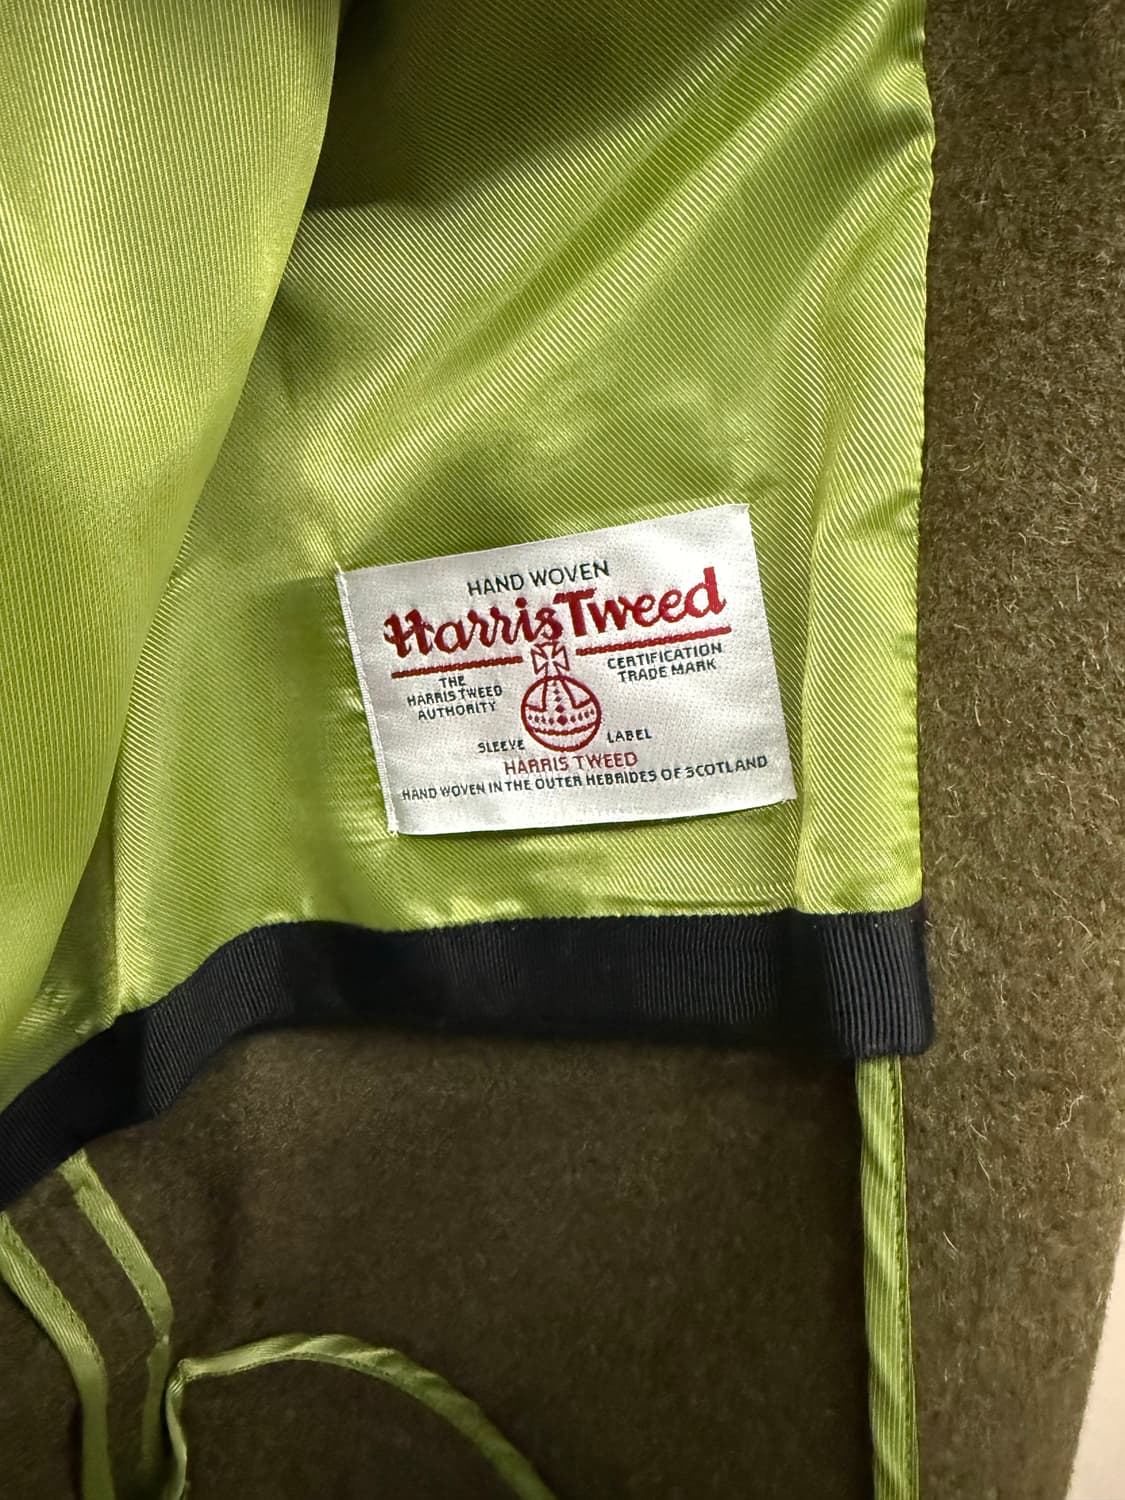 HAND WOVEN
Harris Tweed
THE
HARRIS TWEED
AUTHORITY
CERTIFICATION
TRADE MARK
SLEEVE LABEL
HARRIS TWEED
HAND WOVEN IN THE OUTER HEBRIDES OF SCOTLAND